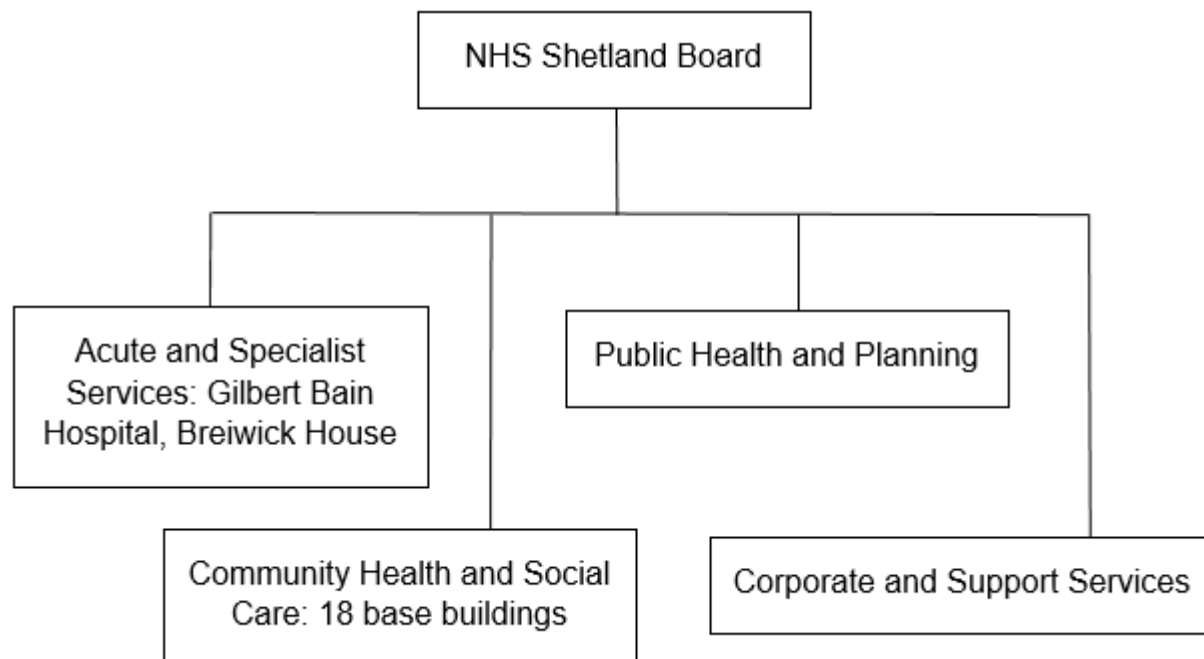 NHS Shetland Board
Acute and Specialist
Services: Gilbert Bain
Hospital, Breiwick House
Public Health and Planning
Community Health and Social
Care: 18 base buildings
Corporate and Support Services